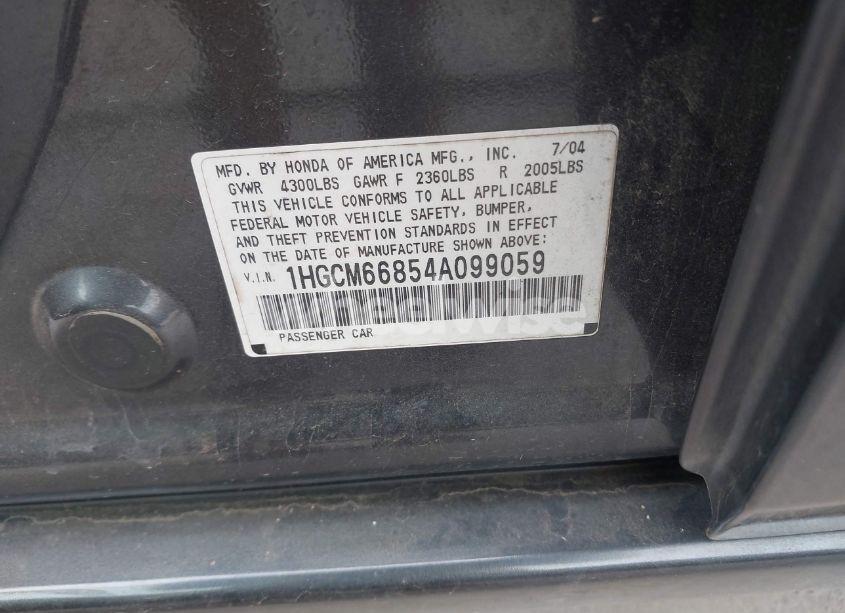 MFD. BY HONDA OF AMERICA MFG., INC. 7/04
GVWR 4300LBS GAWR F 2360LBS R 2005LBS
THIS VEHICLE CONFORMS TO ALL APPLICABLE
FEDERAL MOTOR VEHICLE SAFETY, BUMPER,
AND THEFT PREVENTION STANDARDS IN EFFECT
ON THE DATE OF MANUFACTURE SHOWN ABOVE:
V.I.N. 1HGCM66854A099059
PASSENGER CAR